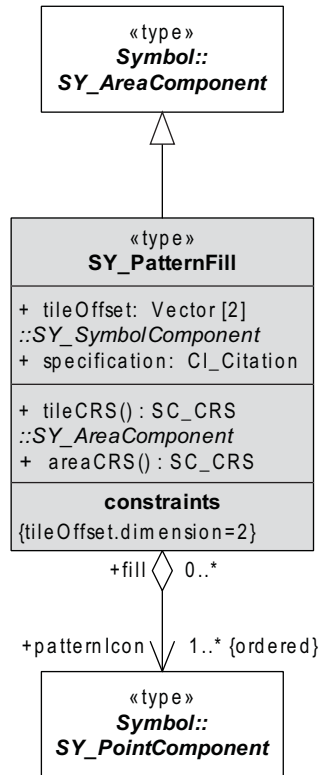 «type»
Symbol::
SY_AreaComponent
«type»
SY_PatternFill
+ tileOffset: Vector [2]
::SY_SymbolComponent
+ specification: CI_Citation
+ tileCRS() : SC_CRS
::SY_AreaComponent
+ areaCRS() : SC_CRS
constraints
{tileOffset.dimension=2}
+fill 0..*
+patternIcon 1..* {ordered}
«type»
Symbol::
SY_PointComponent